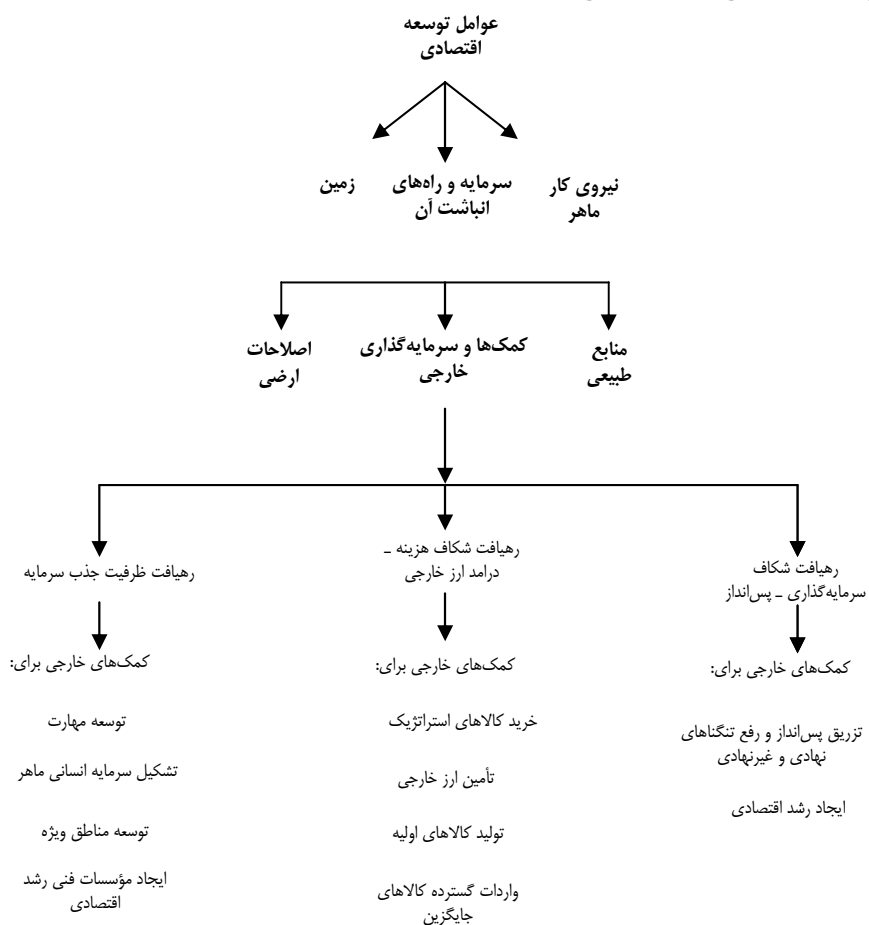 عوامل توسعه
اقتصادی
نیروی کار
ماهر
سرمایه و راه‌های
انباشت آن
زمین
منابع
طبیعی
کمک‌ها و سرمایه‌گذاری
خارجی
اصلاحات
ارضی
رهیافت شکاف
سرمایه‌گذاری ـ پس‌انداز
رهیافت شکاف هزینه ـ
درامد ارز خارجی
رهیافت ظرفیت جذب سرمایه
کمک‌های خارجی برای:
تزریق پس‌انداز و رفع تنگناهای
نهادی و غیرنهادی
ایجاد رشد اقتصادی
کمک‌های خارجی برای:
خرید کالاهای استراتژیک
تأمین ارز خارجی
تولید کالاهای اولیه
واردات گسترده کالاهای
جایگزین
کمک‌های خارجی برای:
توسعه مهارت
تشکیل سرمایه انسانی ماهر
توسعه مناطق ویژه
ایجاد مؤسسات فنی رشد
اقتصادی